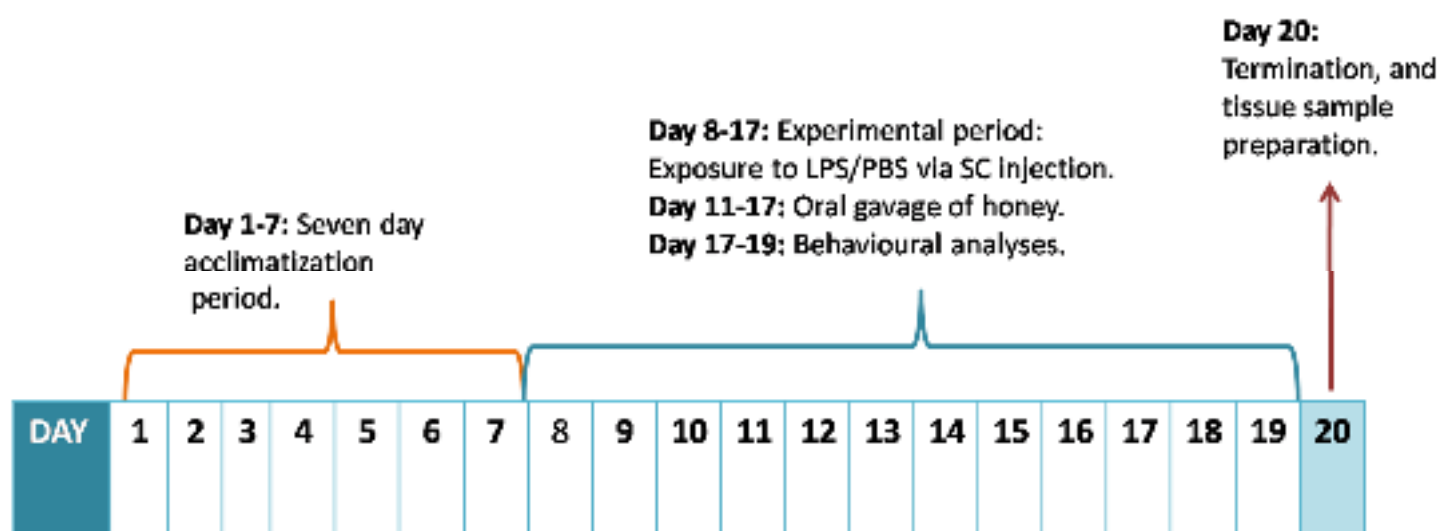 Day 20:
Termination, and
tissue sample
preparation.
Day 8-17: Experimental period:
Exposure to LPS/PBS via SC injection.
Day 11-17: Oral gavage of honey.
Day 17-19: Behavioural analyses.
Day 1-7: Seven day
acclimatization
period.
DAY 1 2 3 4 5 6 7 8 9 10 11 12 13 14 15 16 17 18 19 20